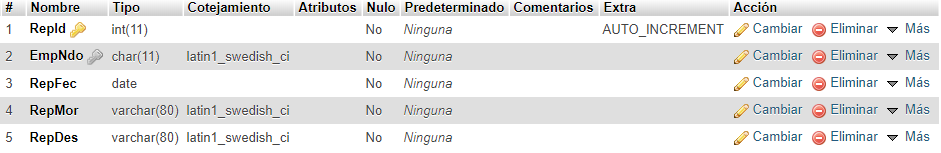 # Nombre Tipo Cotejamiento Atributos Nulo Predeterminado Comentarios Extra Acción
1 RepId int(11) No Ninguna AUTO_INCREMENT Cambiar Eliminar Más
2 EmpNdo char(11) latin1_swedish_ci No Ninguna Cambiar Eliminar Más
3 RepFec date No Ninguna Cambiar Eliminar Más
4 RepMor varchar(80) latin1_swedish_ci No Ninguna Cambiar Eliminar Más
5 RepDes varchar(80) latin1_swedish_ci No Ninguna Cambiar Eliminar Más